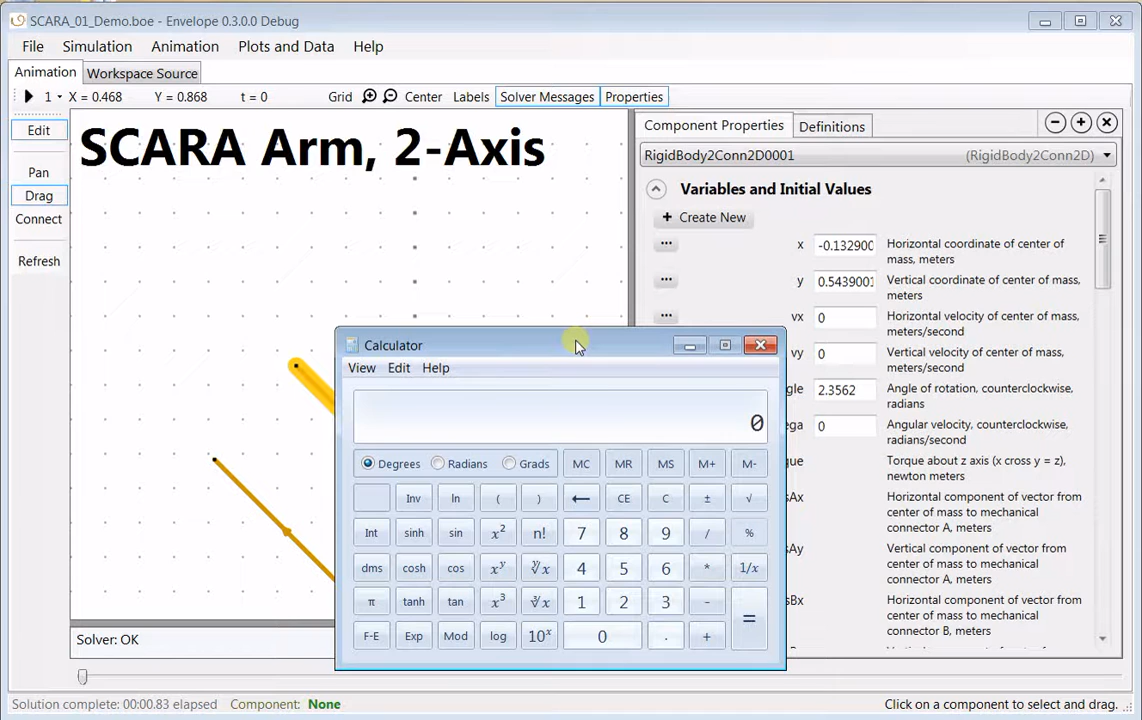 SCARA_01_Demo.boe - Envelope 0.3.0.0 Debug
File Simulation Animation Plots and Data Help
Animation Workspace Source
1 X = 0.468 Y = 0.868 t = 0 Grid Center Labels Solver Messages Properties
Edit
Pan
Drag
Connect
Refresh
SCARA Arm, 2-Axis
Solver: OK
Component Properties Definitions
RigidBody2Conn2D0001 (RigidBody2Conn2D)
Variables and Initial Values
+ Create New
... x -0.13290 Horizontal coordinate of center of
mass, meters
... y 0.543900 Vertical coordinate of center of mass,
meters
... vx 0 Horizontal velocity of center of mass,
meters/second
vy 0 Vertical velocity of center of mass,
meters/second
gle 2.3562 Angle of rotation, counterclockwise,
radians
ega 0 Angular velocity, counterclockwise,
radians/second
que Torque about z axis (x cross y = z),
newton meters
sAx Horizontal component of vector from
center of mass to mechanical
connector A, meters
sAy Vertical component of vector from
center of mass to mechanical
connector A, meters
sBx Horizontal component of vector from
center of mass to mechanical
connector B, meters
Calculator
View Edit Help
0
Degrees Radians Grads MC MR MS M+ M-
Inv ln ( ) ← CE C ± √
Int sinh sin x² n! 7 8 9 / %
dms cosh cos xʸ ʸ√x 4 5 6 * 1/x
π tanh tan x³ ³√x 1 2 3 - =
F-E Exp Mod log 10ˣ 0 . +
Solution complete: 00:00.83 elapsed Component: None Click on a component to select and drag.